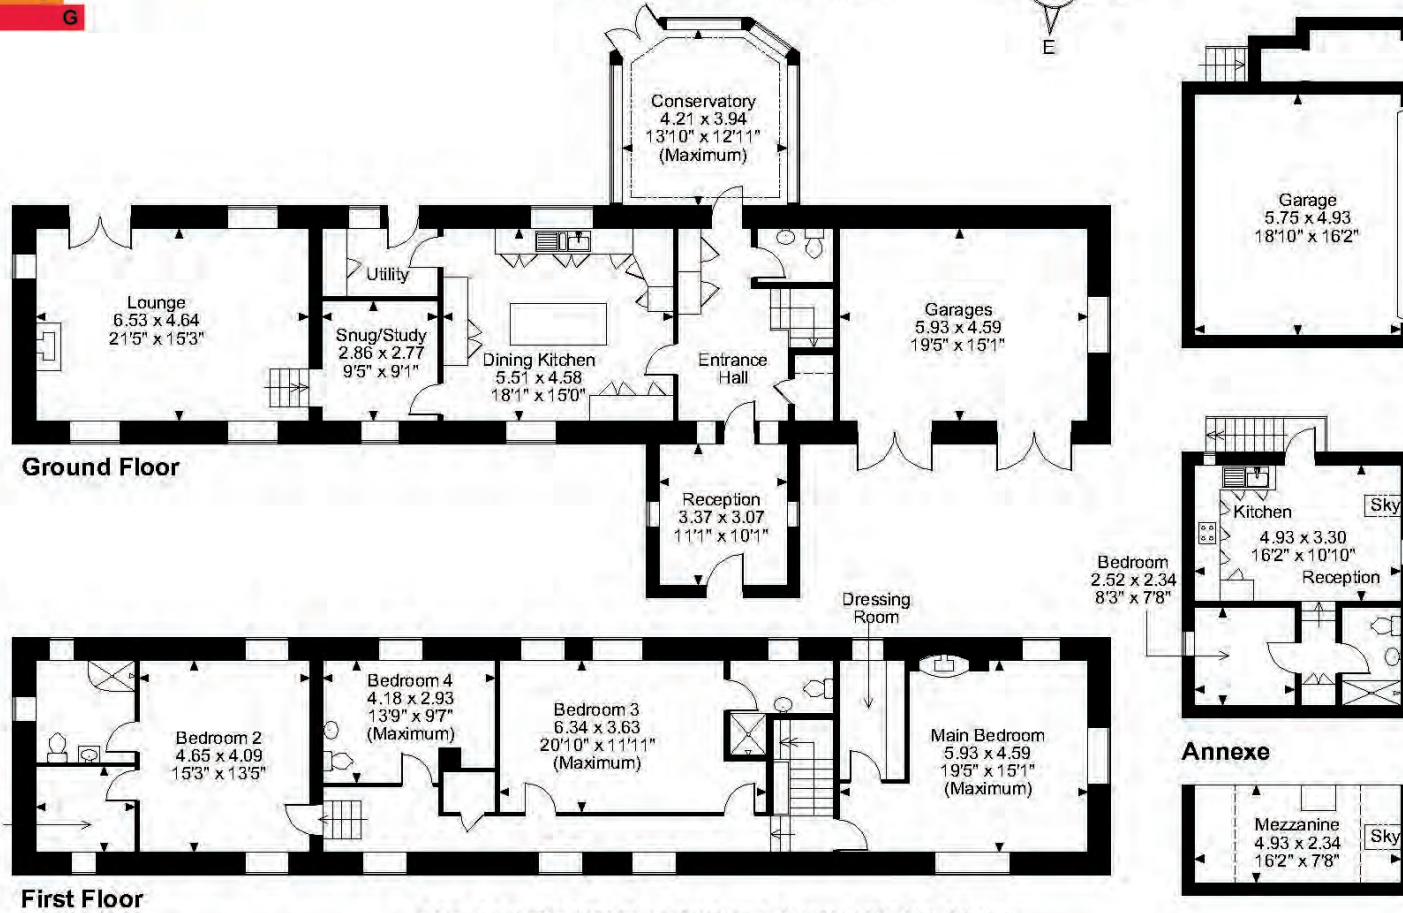 G
E
Conservatory
4.21 x 3.94
13'10" x 12'11"
(Maximum)
Garage
5.75 x 4.93
18'10" x 16'2"
Lounge
6.53 x 4.64
21'5" x 15'3"
Utility
Snug/Study
2.86 x 2.77
9'5" x 9'1"
Dining Kitchen
5.51 x 4.58
18'1" x 15'0"
Entrance
Hall
Garages
5.93 x 4.59
19'5" x 15'1"
Ground Floor
Reception
3.37 x 3.07
11'1" x 10'1"
Kitchen
Sky
4.93 x 3.30
16'2" x 10'10"
Reception
Bedroom
2.52 x 2.34
8'3" x 7'8"
Dressing
Room
Bedroom 2
4.65 x 4.09
15'3" x 13'5"
Bedroom 4
4.18 x 2.93
13'9" x 9'7"
(Maximum)
Bedroom 3
6.34 x 3.63
20'10" x 11'11"
(Maximum)
Main Bedroom
5.93 x 4.59
19'5" x 15'1"
(Maximum)
Annexe
Mezzanine
4.93 x 2.34
16'2" x 7'8"
Sky
First Floor